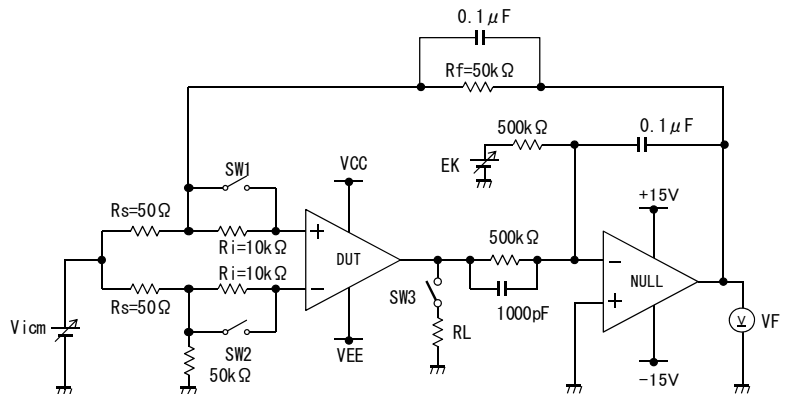 0.1μF
Rf=50kΩ
500kΩ
0.1μF
EK
SW1
VCC
+15V
Rs=50Ω
Ri=10kΩ
Ri=10kΩ
DUT
500kΩ
NULL
Rs=50Ω
SW3
1000pF
VF
V
Vicm
SW2
RL
50kΩ
VEE
-15V